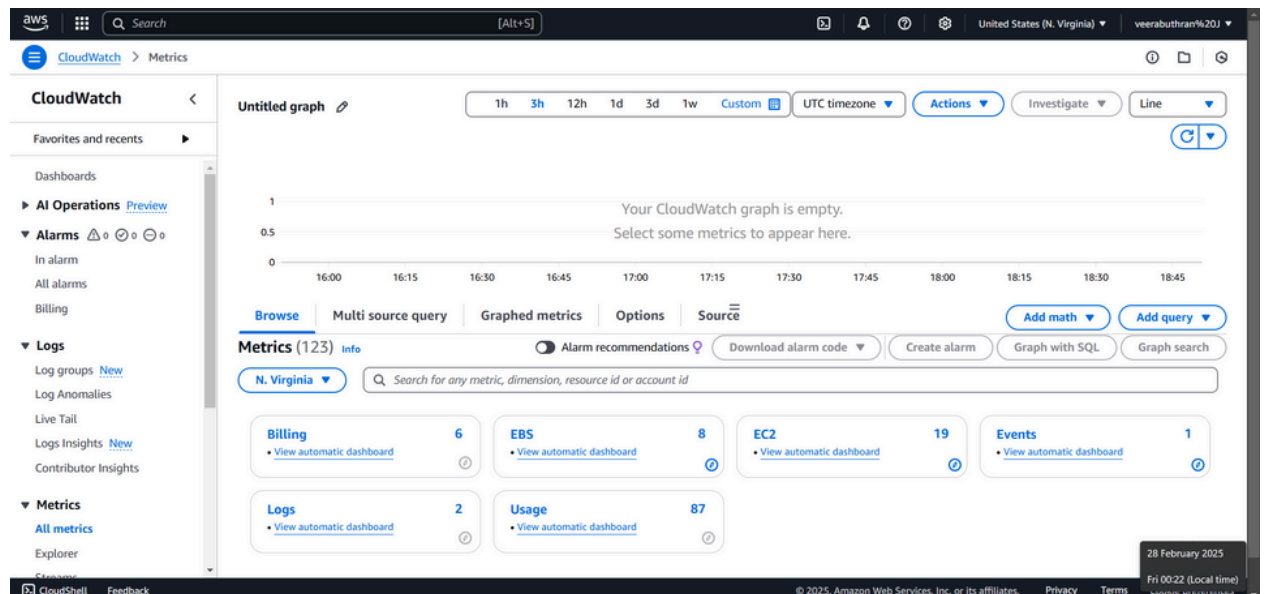 aws Search [Alt+S] United States (N. Virginia) ▼ veerabuthran%20J ▼
CloudWatch > Metrics
CloudWatch
Favorites and recents
Dashboards
AI Operations Preview
Alarms 0 0 0
In alarm
All alarms
Billing
Logs
Log groups New
Log Anomalies
Live Tail
Logs Insights New
Contributor Insights
Metrics
All metrics
Explorer
Untitled graph 1h 3h 12h 1d 3d 1w Custom UTC timezone Actions Investigate Line
1
0.5
0
Your CloudWatch graph is empty.
Select some metrics to appear here.
16:00 16:15 16:30 16:45 17:00 17:15 17:30 17:45 18:00 18:15 18:30 18:45
Browse Multi source query Graphed metrics Options Source Add math Add query
Metrics (123) Info Alarm recommendations Download alarm code Create alarm Graph with SQL Graph search
N. Virginia Search for any metric, dimension, resource id or account id
Billing 6 EBS 8 EC2 19 Events 1
• View automatic dashboard • View automatic dashboard • View automatic dashboard • View automatic dashboard
Logs 2 Usage 87
• View automatic dashboard • View automatic dashboard
28 February 2025
Fri 00:22 (Local time)
CloudShell Feedback © 2025, Amazon Web Services, Inc. or its affiliates. Privacy Terms